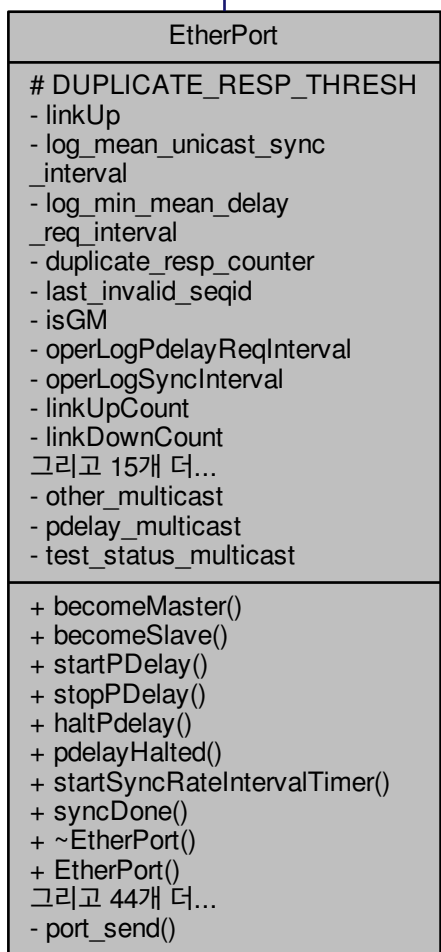 EtherPort
# DUPLICATE_RESP_THRESH
- linkUp
- log_mean_unicast_sync
_interval
- log_min_mean_delay
_req_interval
- duplicate_resp_counter
- last_invalid_seqid
- isGM
- operLogPdelayReqInterval
- operLogSyncInterval
- linkUpCount
- linkDownCount
그리고 15개 더...
- other_multicast
- pdelay_multicast
- test_status_multicast
+ becomeMaster()
+ becomeSlave()
+ startPDelay()
+ stopPDelay()
+ haltPdelay()
+ pdelayHalted()
+ startSyncRateIntervalTimer()
+ syncDone()
+ ~EtherPort()
+ EtherPort()
그리고 44개 더...
- port_send()